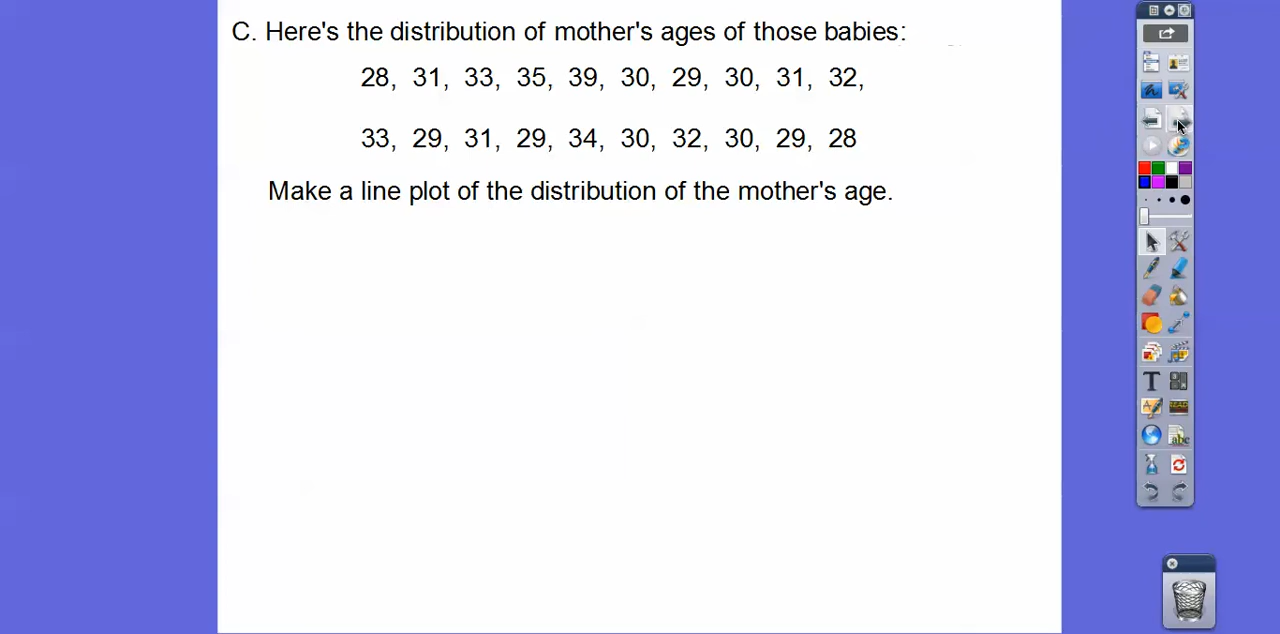 C. Here's the distribution of mother's ages of those babies:
28, 31, 33, 35, 39, 30, 29, 30, 31, 32,
33, 29, 31, 29, 34, 30, 32, 30, 29, 28
Make a line plot of the distribution of the mother's age.